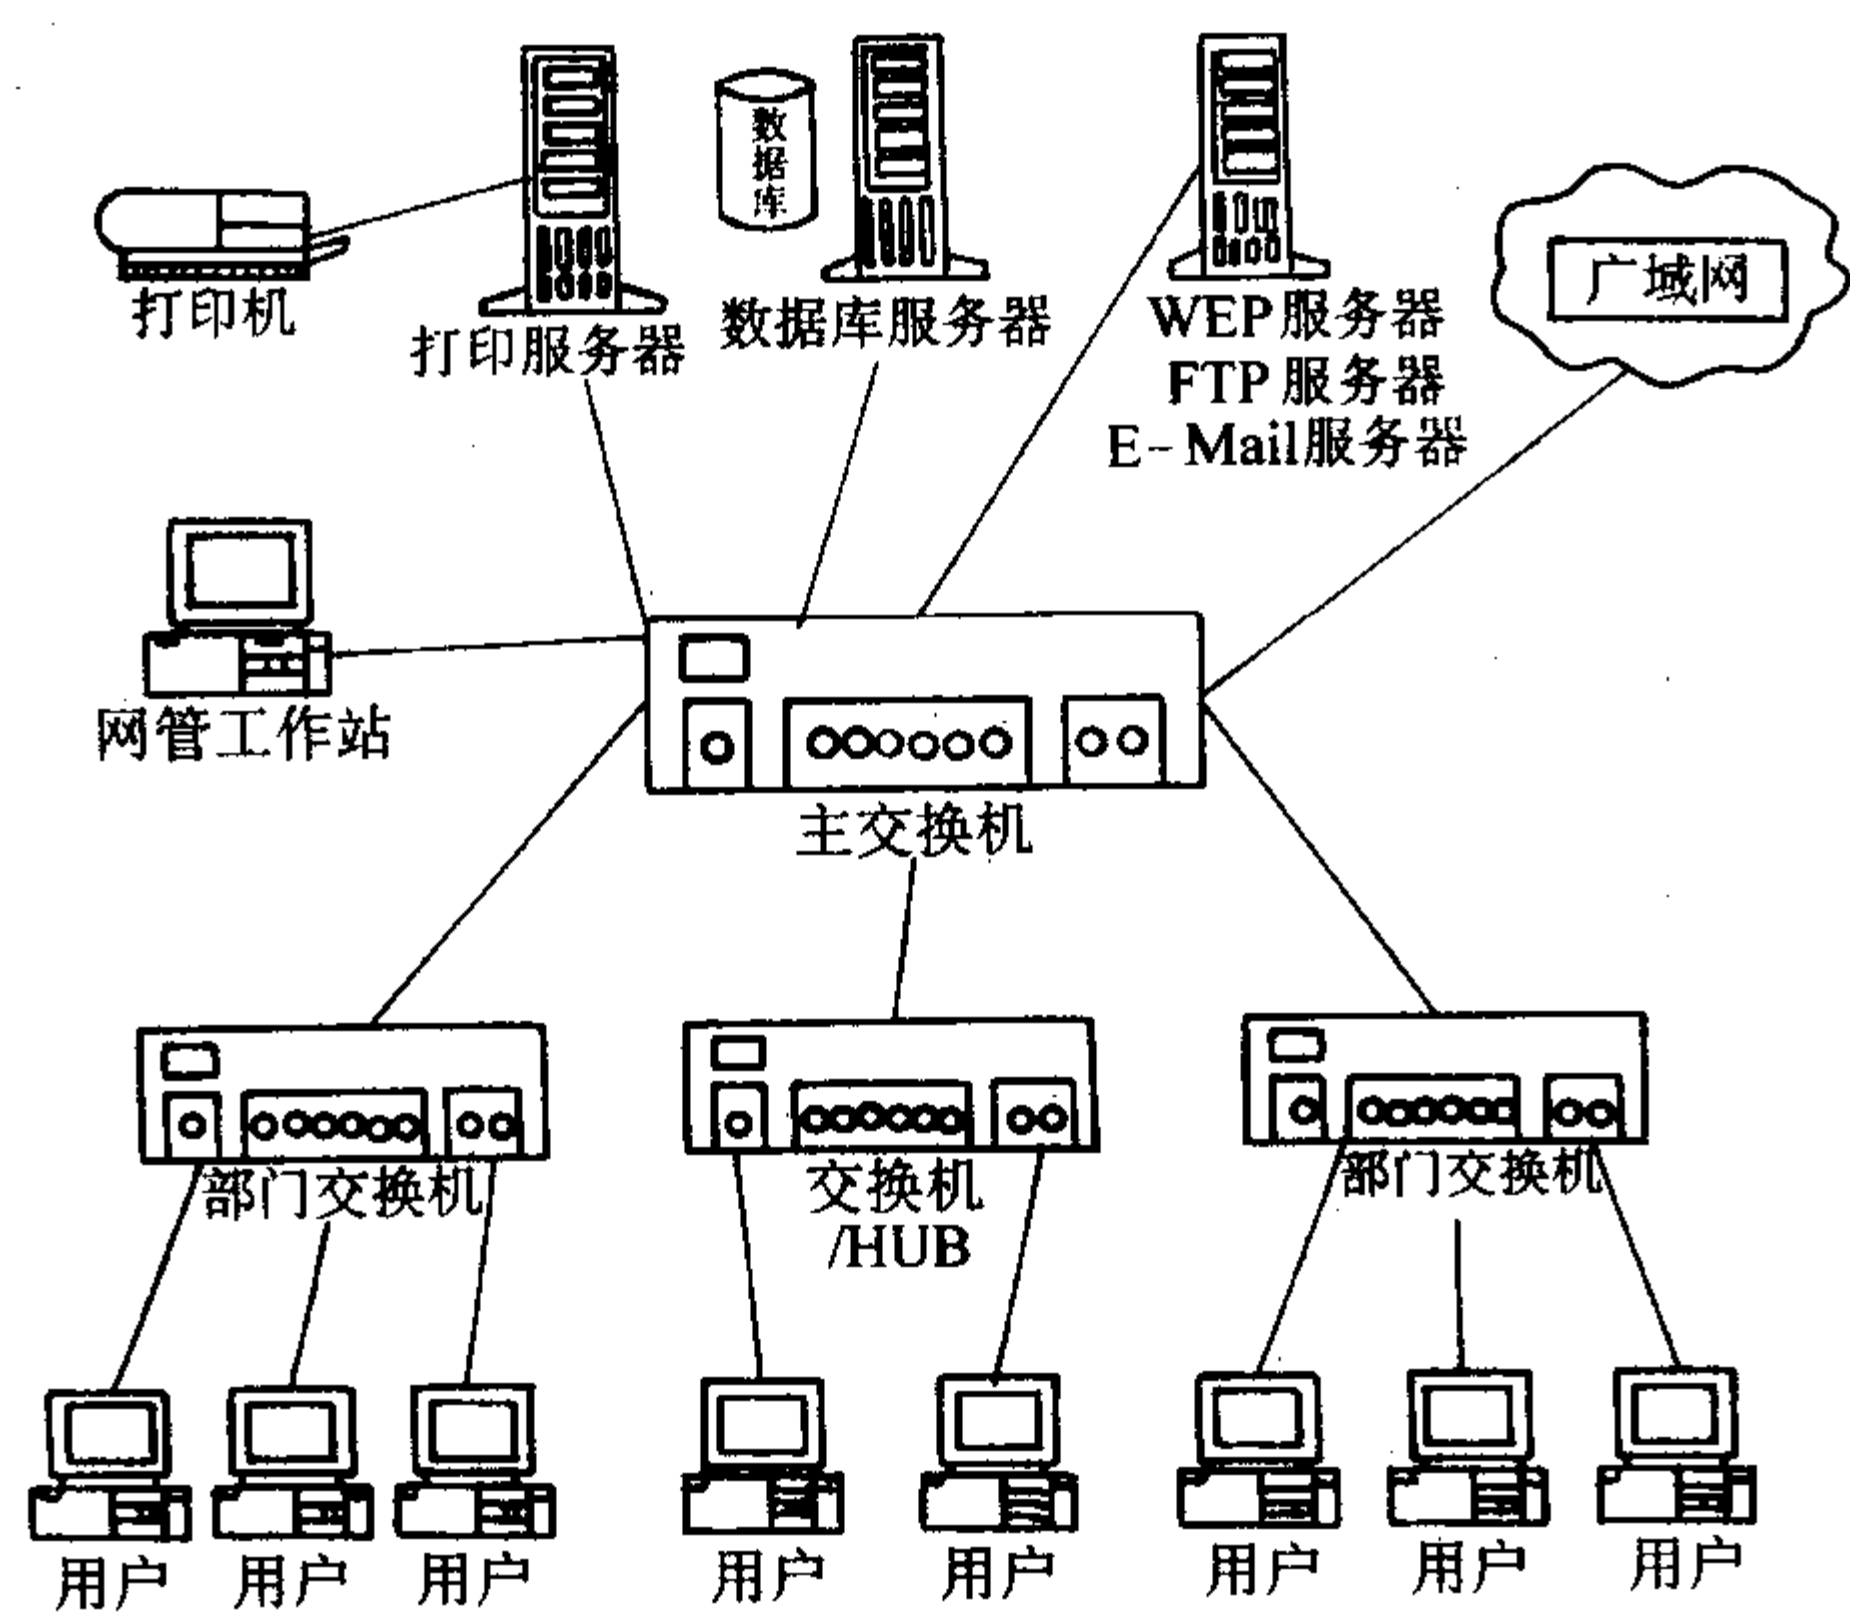 数据库
广域网
打印机
打印服务器
数据库服务器
WEP服务器
FTP服务器
E-Mail服务器
网管工作站
主交换机
部门交换机
交换机
/HUB
部门交换机
用户
用户
用户
用户
用户
用户
用户
用户